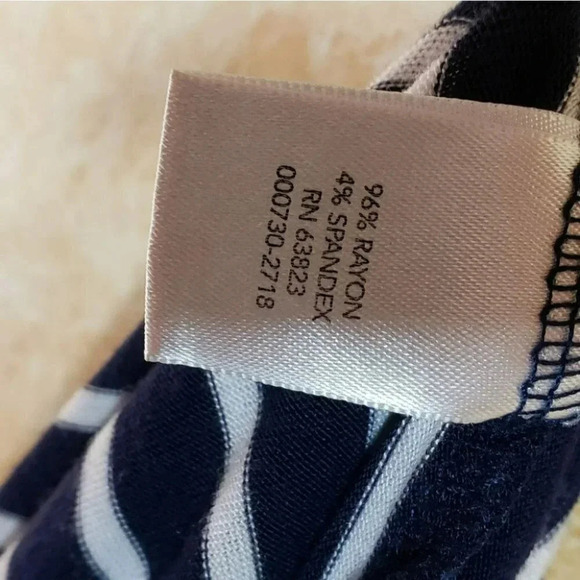 96% RAYON
4% SPANDEX
RN 63823
000730-2718